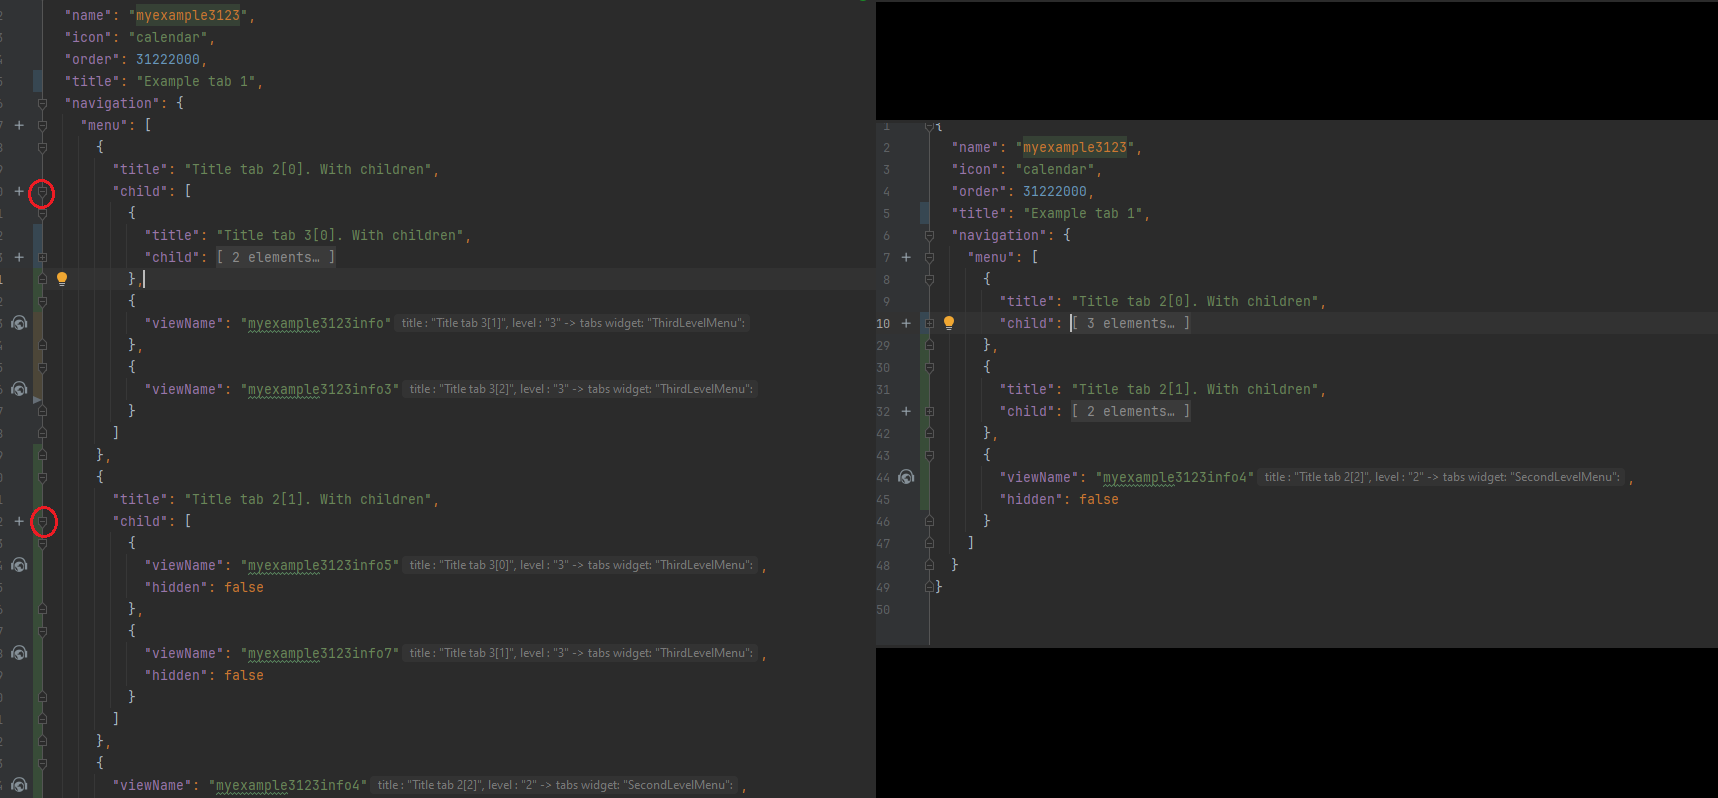 "name": "myexample3123",
"icon": "calendar",
"order": 31222000,
"title": "Example tab 1",
"navigation": {
"menu": [
{
"title": "Title tab 2[0]. With children",
"child": [
{
"title": "Title tab 3[0]. With children",
"child": [ 2 elements… ]
},
{
"viewName": "myexample3123info" title : "Title tab 3[1]", level : "3" -> tabs widget: "ThirdLevelMenu":
},
{
"viewName": "myexample3123info3" title : "Title tab 3[2]", level : "3" -> tabs widget: "ThirdLevelMenu":
}
]
},
{
"title": "Title tab 2[1]. With children",
"child": [
{
"viewName": "myexample3123info5" title : "Title tab 3[0]", level : "3" -> tabs widget: "ThirdLevelMenu": ,
"hidden": false
},
{
"viewName": "myexample3123info7" title : "Title tab 3[1]", level : "3" -> tabs widget: "ThirdLevelMenu": ,
"hidden": false
}
]
},
{
"viewName": "myexample3123info4" title : "Title tab 2[2]", level : "2" -> tabs widget: "SecondLevelMenu": ,
1 {
2 "name": "myexample3123",
3 "icon": "calendar",
4 "order": 31222000,
5 "title": "Example tab 1",
6 "navigation": {
7 "menu": [
8 {
9 "title": "Title tab 2[0]. With children",
10 "child": [ 3 elements… ]
29 },
30 {
31 "title": "Title tab 2[1]. With children",
32 "child": [ 2 elements… ]
42 },
43 {
44 "viewName": "myexample3123info4" title : "Title tab 2[2]", level : "2" -> tabs widget: "SecondLevelMenu": ,
45 "hidden": false
46 }
47 ]
48 }
49 }
50